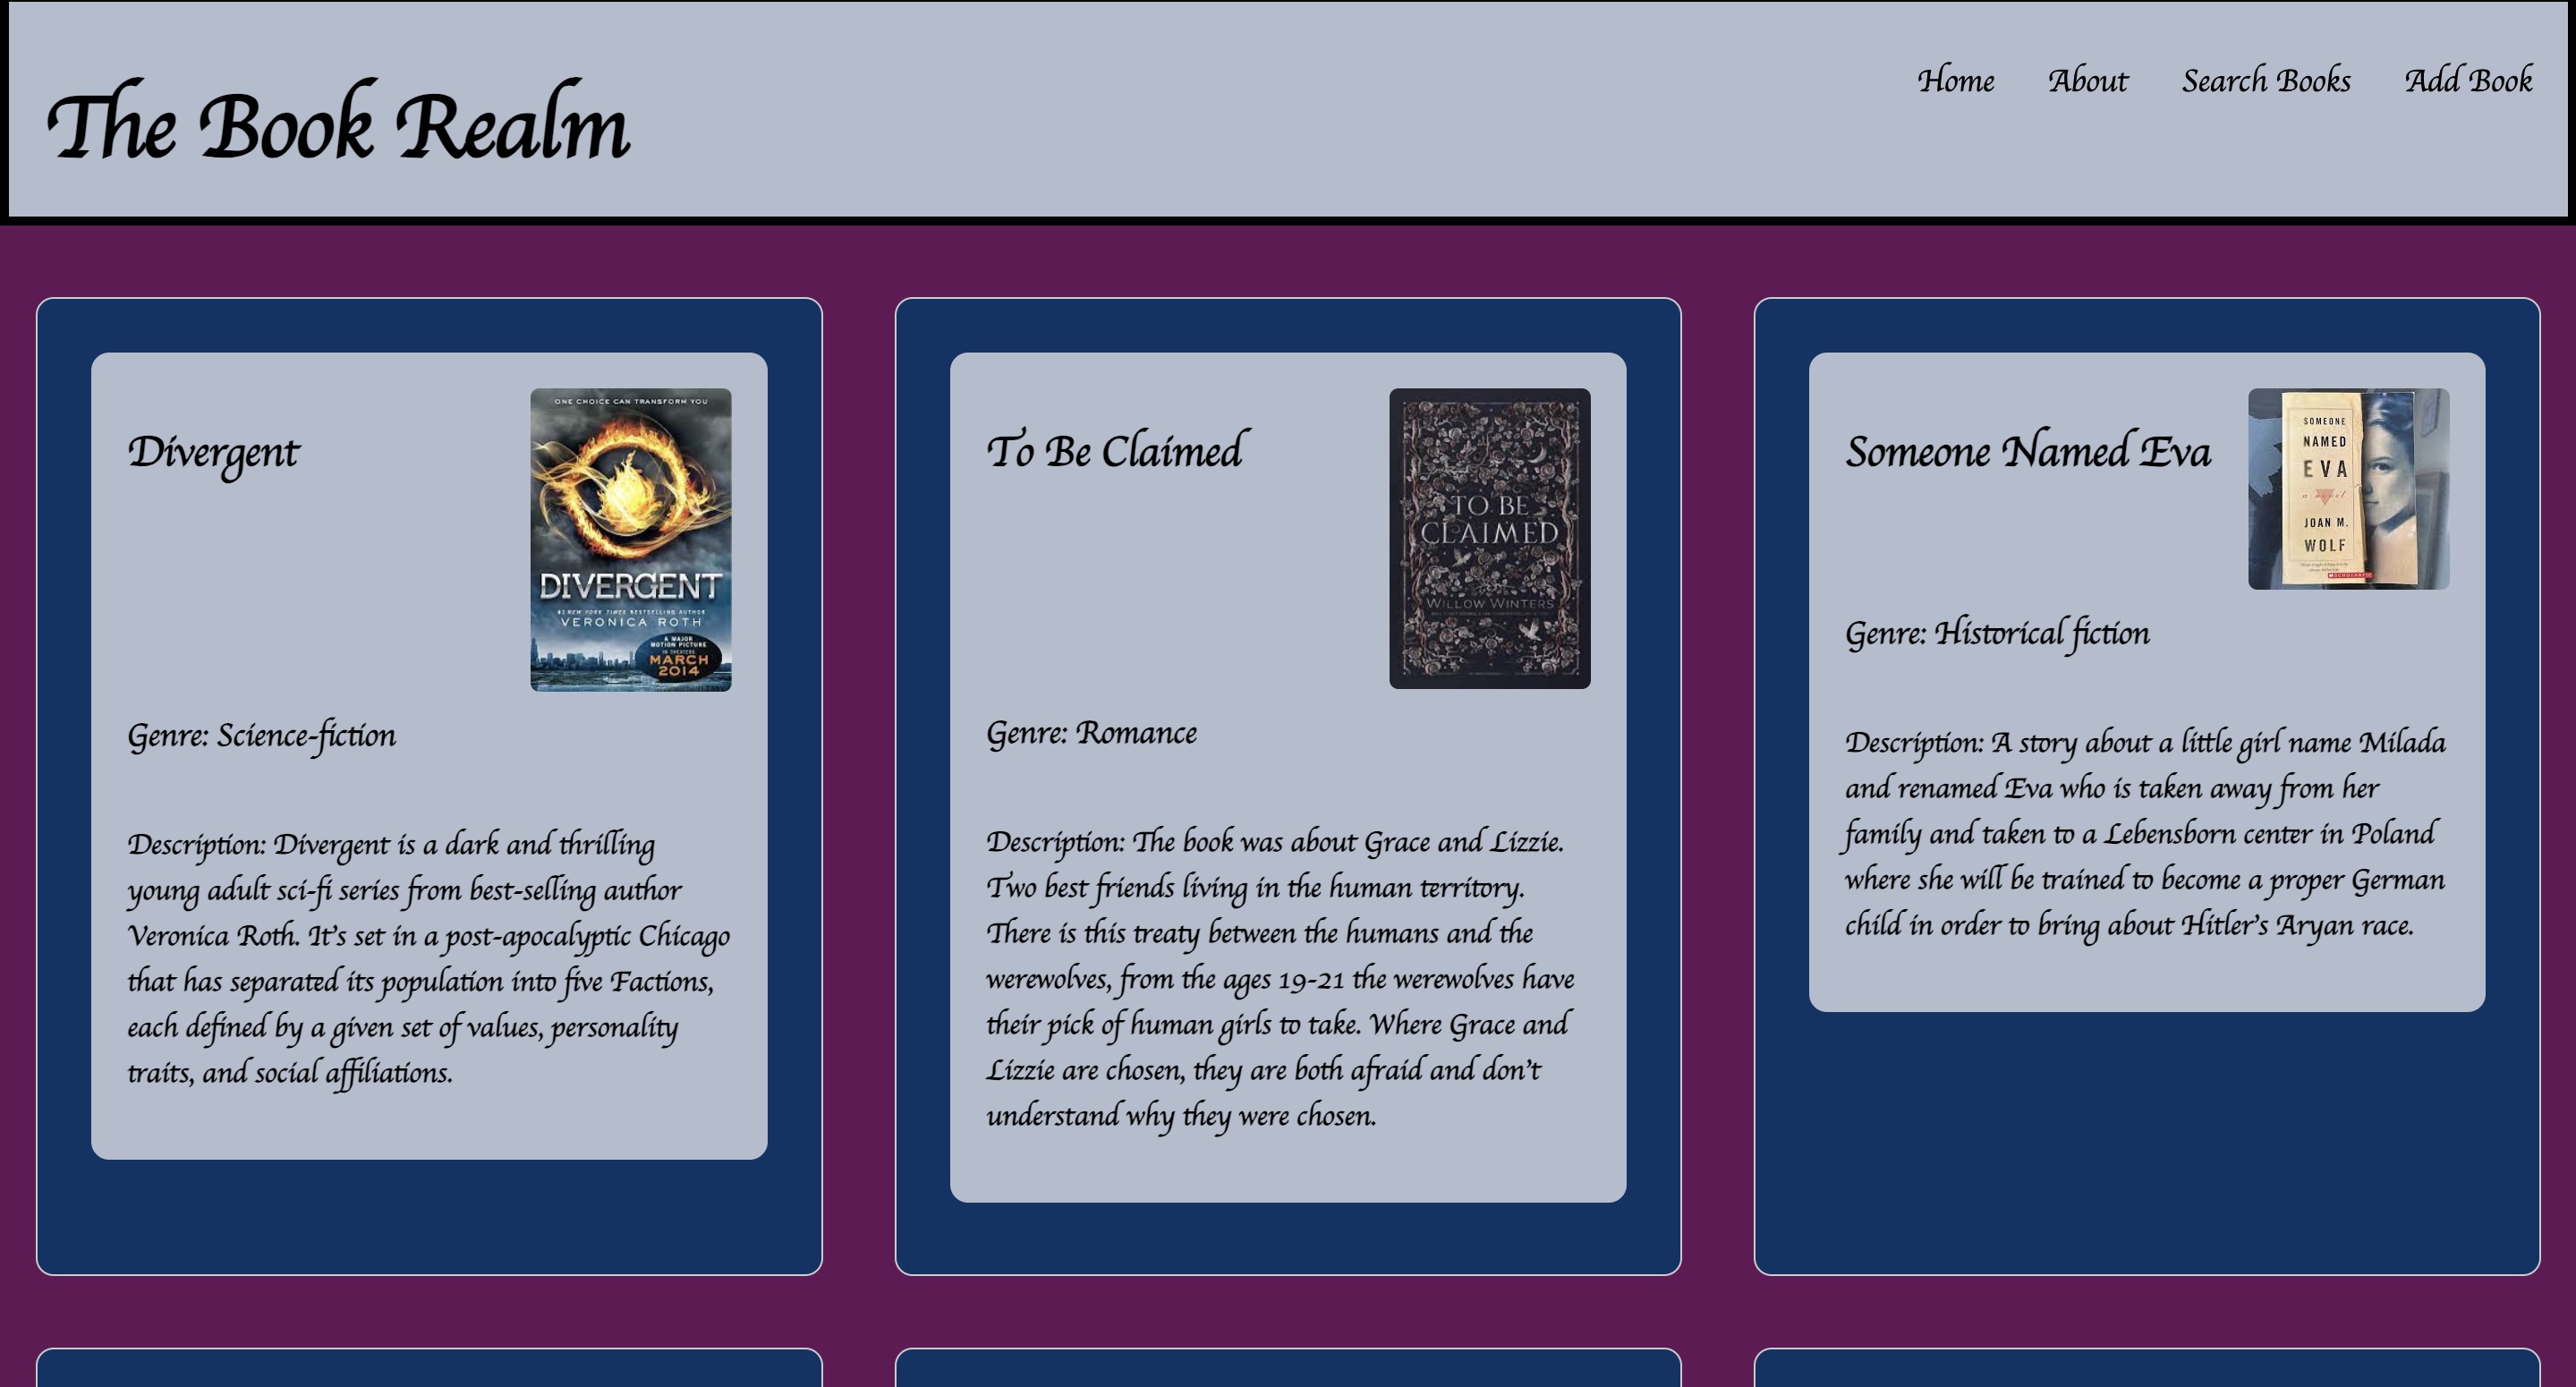 The Book Realm
Home About Search Books Add Book
Divergent
ONE CHOICE CAN TRANSFORM YOU
DIVERGENT
#1 NEW YORK TIMES BESTSELLING AUTHOR
VERONICA ROTH
A MAJOR
MOTION PICTURE
IN THEATERS
MARCH
2014
Genre: Science-fiction
Description: Divergent is a dark and thrilling
young adult sci-fi series from best-selling author
Veronica Roth. It's set in a post-apocalyptic Chicago
that has separated its population into five Factions,
each defined by a given set of values, personality
traits, and social affiliations.
To Be Claimed
TO BE
CLAIMED
WILLOW WINTERS
Genre: Romance
Description: The book was about Grace and Lizzie.
Two best friends living in the human territory.
There is this treaty between the humans and the
werewolves, from the ages 19-21 the werewolves have
their pick of human girls to take. Where Grace and
Lizzie are chosen, they are both afraid and don't
understand why they were chosen.
Someone Named Eva
SOMEONE
NAMED
EVA
a novel
JOAN M.
WOLF
SCHOLASTIC
Genre: Historical fiction
Description: A story about a little girl name Milada
and renamed Eva who is taken away from her
family and taken to a Lebensborn center in Poland
where she will be trained to become a proper German
child in order to bring about Hitler's Aryan race.